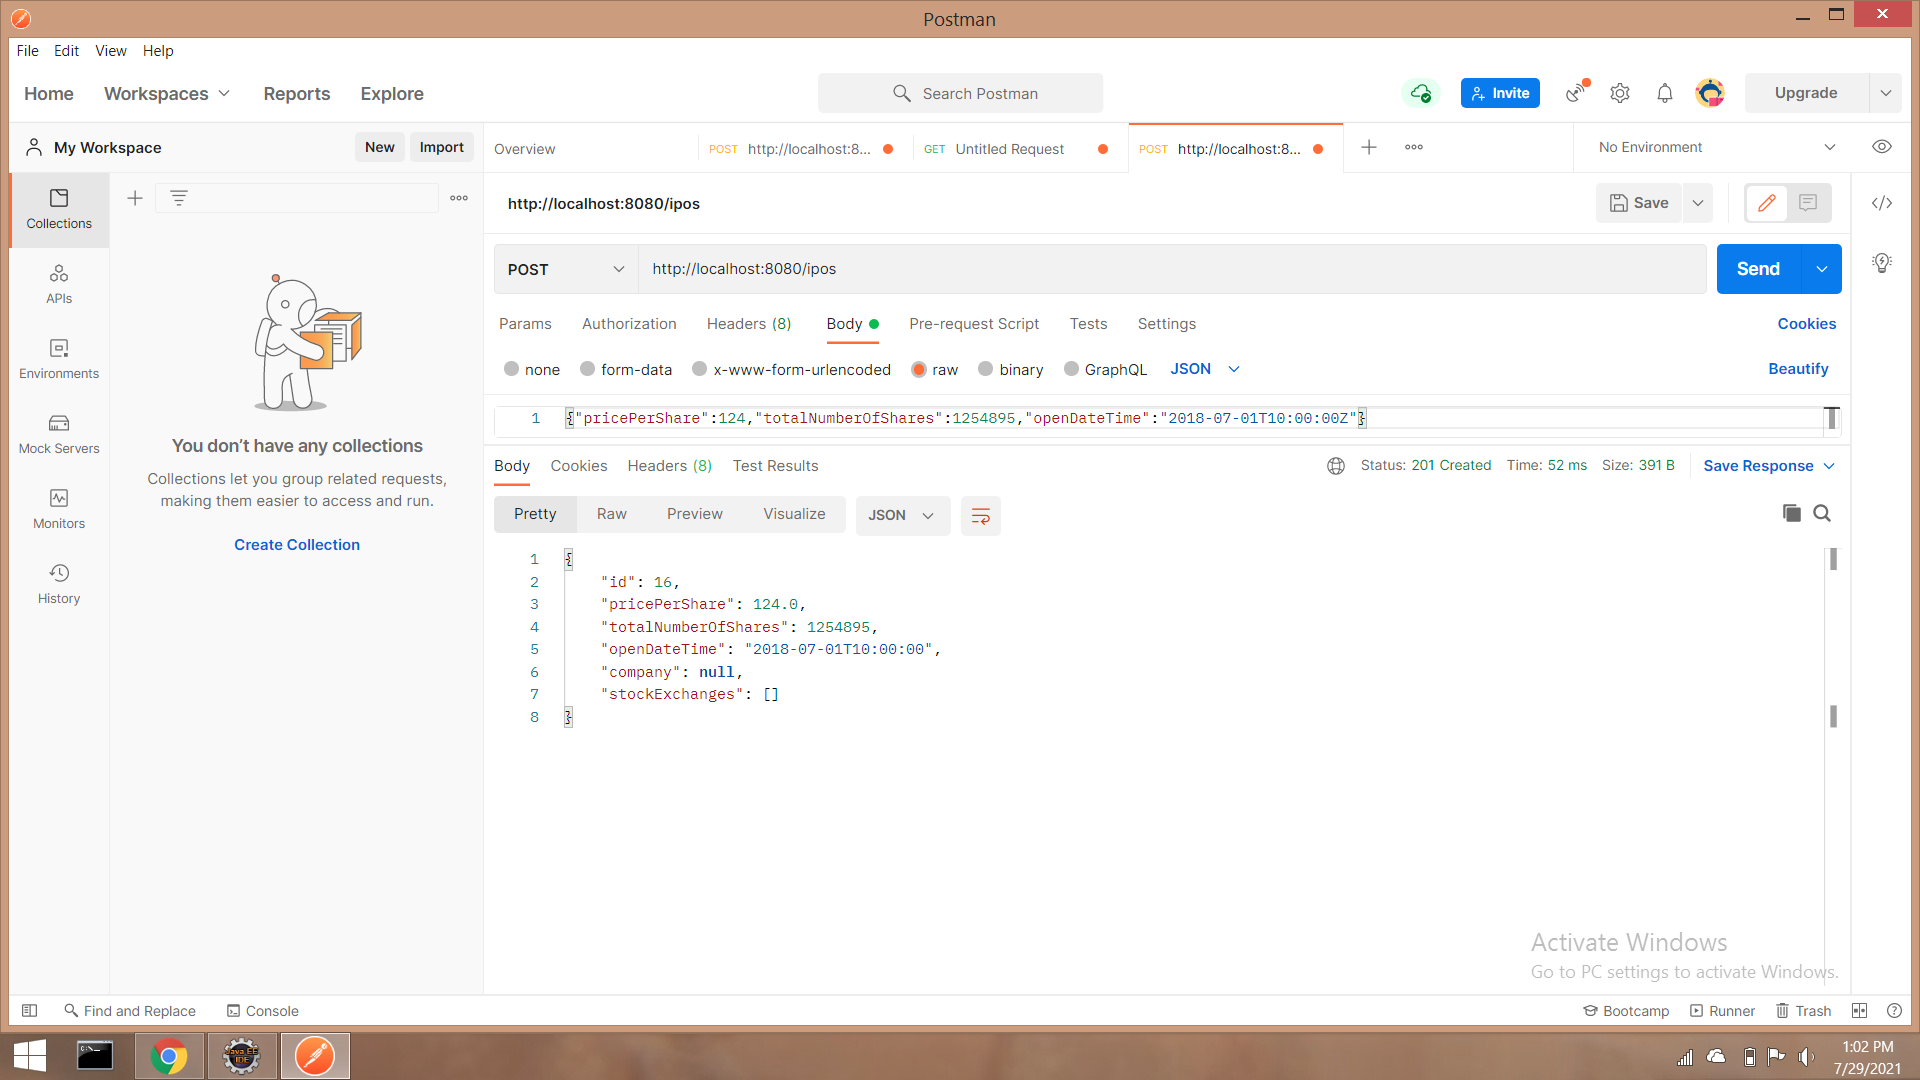 Postman
File Edit View Help
Home Workspaces Reports Explore
Search Postman
Invite
Upgrade
My Workspace
New Import
Overview
POST http://localhost:8...
GET Untitled Request
POST http://localhost:8...
No Environment
Collections
APIs
Environments
Mock Servers
Monitors
History
You don't have any collections
Collections let you group related requests,
making them easier to access and run.
Create Collection
http://localhost:8080/ipos
Save
POST
http://localhost:8080/ipos
Send
Params Authorization Headers (8) Body Pre-request Script Tests Settings
Cookies
none form-data x-www-form-urlencoded raw binary GraphQL JSON
Beautify
1 {"pricePerShare":124,"totalNumberOfShares":1254895,"openDateTime":"2018-07-01T10:00:00Z"}
Body Cookies Headers (8) Test Results
Status: 201 Created Time: 52 ms Size: 391 B
Save Response
Pretty Raw Preview Visualize
JSON
1 {
2 "id": 16,
3 "pricePerShare": 124.0,
4 "totalNumberOfShares": 1254895,
5 "openDateTime": "2018-07-01T10:00:00",
6 "company": null,
7 "stockExchanges": []
8 }
Activate Windows
Go to PC settings to activate Windows.
Find and Replace Console
Bootcamp Runner Trash
Java EE
IDE
1:02 PM
7/29/2021